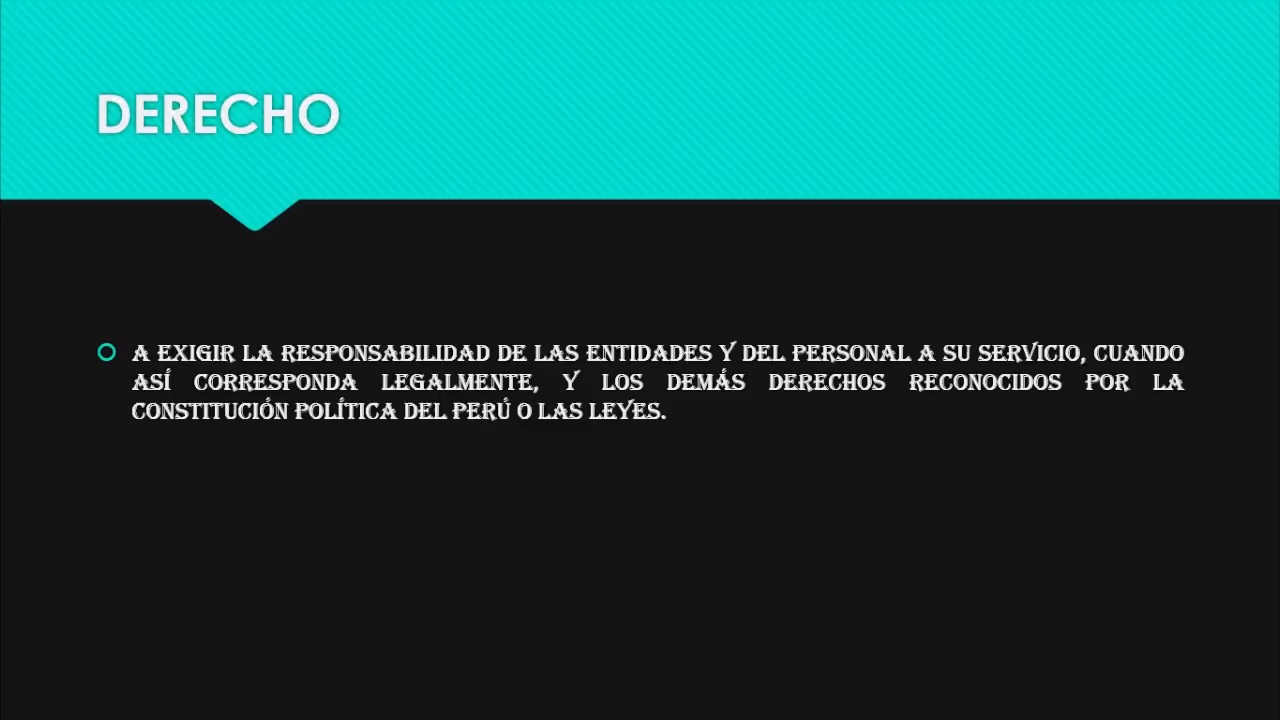 DERECHO
A EXIGIR LA RESPONSABILIDAD DE LAS ENTIDADES Y DEL PERSONAL A SU SERVICIO, CUANDO
ASÍ CORRESPONDA LEGALMENTE, Y LOS DEMÁS DERECHOS RECONOCIDOS POR LA
CONSTITUCIÓN POLÍTICA DEL PERÚ O LAS LEYES.